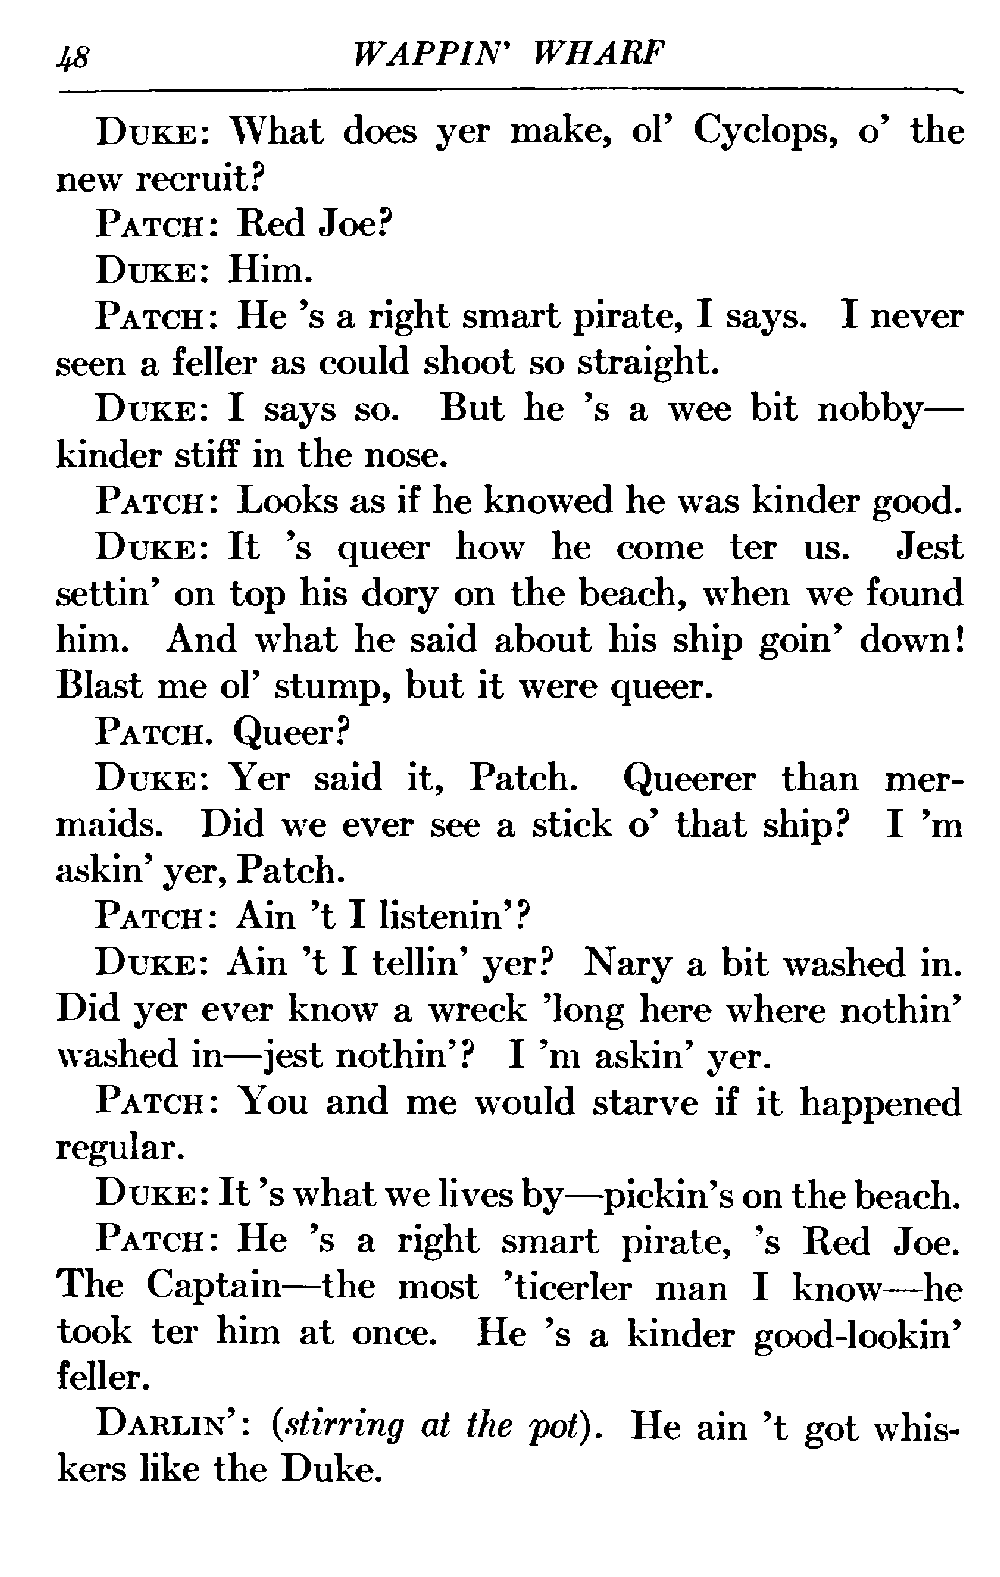 48 WAPPIN' WHARF
DUKE: What does yer make, ol' Cyclops, o' the
new recruit?
PATCH: Red Joe?
DUKE: Him.
PATCH: He 's a right smart pirate, I says. I never
seen a feller as could shoot so straight.
DUKE: I says so. But he 's a wee bit nobby—
kinder stiff in the nose.
PATCH: Looks as if he knowed he was kinder good.
DUKE: It 's queer how he come ter us. Jest
settin' on top his dory on the beach, when we found
him. And what he said about his ship goin' down!
Blast me ol' stump, but it were queer.
PATCH. Queer?
DUKE: Yer said it, Patch. Queerer than mer-
maids. Did we ever see a stick o' that ship? I 'm
askin' yer, Patch.
PATCH: Ain 't I listenin'?
DUKE: Ain 't I tellin' yer? Nary a bit washed in.
Did yer ever know a wreck 'long here where nothin'
washed in—jest nothin'? I 'm askin' yer.
PATCH: You and me would starve if it happened
regular.
DUKE: It 's what we lives by—pickin's on the beach.
PATCH: He 's a right smart pirate, 's Red Joe.
The Captain—the most 'ticerler man I know—he
took ter him at once. He 's a kinder good-lookin'
feller.
DARLIN': (stirring at the pot). He ain 't got whis-
kers like the Duke.